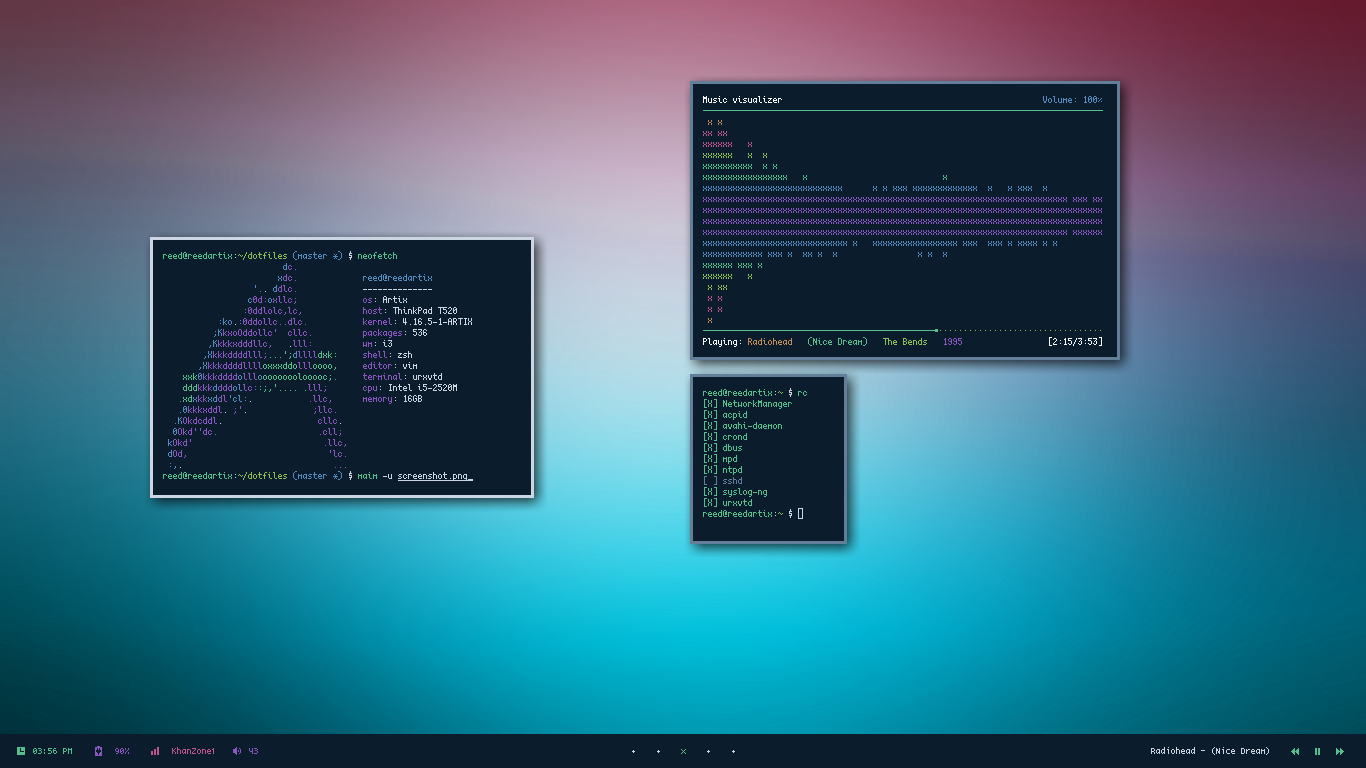 reed@reedartix:~/dotfiles (master *) $ neofetch
reed@reedartix
--------------
os: Artix
host: ThinkPad T520
kernel: 4.16.5-1-ARTIX
packages: 536
wm: i3
shell: zsh
editor: vim
terminal: urxvtd
cpu: Intel i5-2520M
memory: 16GB
reed@reedartix:~/dotfiles (master *) $ maim -u screenshot.png_
Music visualizer Volume: 100%
Playing: Radiohead (Nice Dream) The Bends 1995 [2:15/3:53]
reed@reedartix:~ $ rc
[X] NetworkManager
[X] acpid
[X] avahi-daemon
[X] crond
[X] dbus
[X] mpd
[X] ntpd
[ ] sshd
[X] syslog-ng
[X] urxvtd
reed@reedartix:~ $
03:56 PM 90% KhanZone1 43
Radiohead - (Nice Dream)